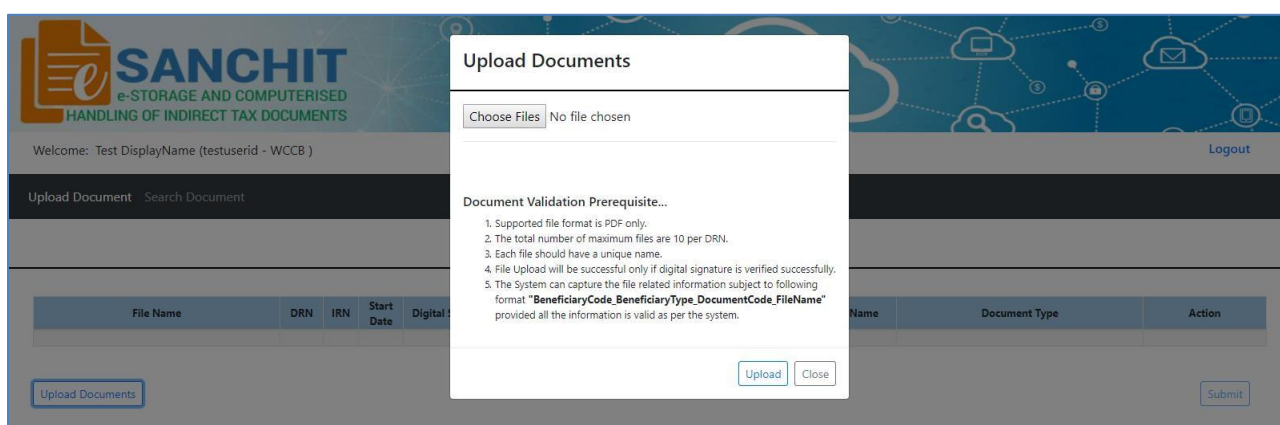 SANCHIT
e-STORAGE AND COMPUTERISED
HANDLING OF INDIRECT TAX DOCUMENTS
Welcome: Test DisplayName (testuserid - WCCB )
Logout
Upload Document Search Document
Upload Documents
Choose Files No file chosen
Document Validation Prerequisite...
1. Supported file format is PDF only.
2. The total number of maximum files are 10 per DRN.
3. Each file should have a unique name.
4. File Upload will be successful only if digital signature is verified successfully.
5. The System can capture the file related information subject to following
format "BeneficiaryCode_BeneficiaryType_DocumentCode_FileName"
provided all the information is valid as per the system.
Upload Close
File Name DRN IRN Start Date Digital Name Document Type Action
Upload Documents
Submit